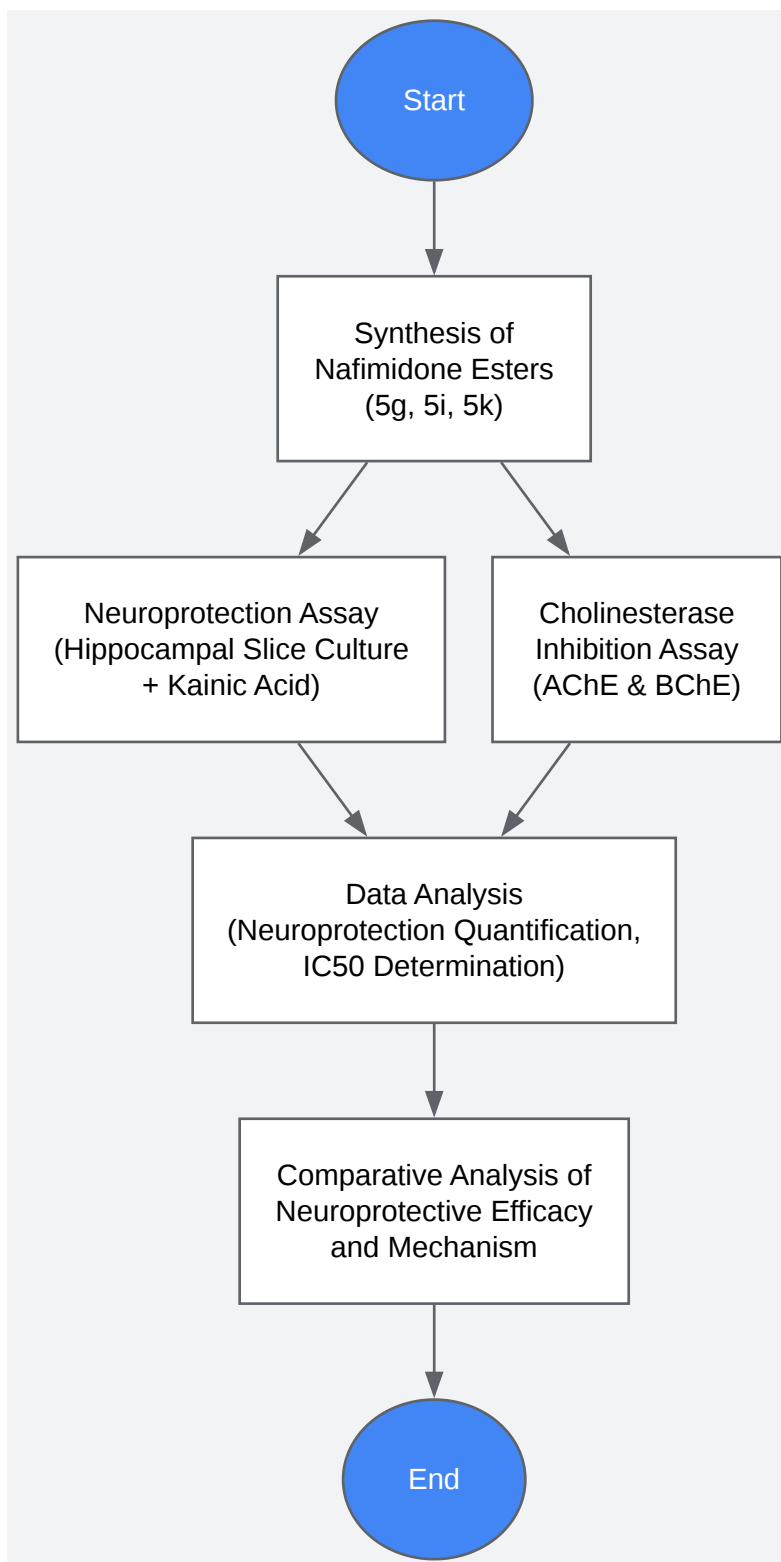 Start
Synthesis of
Nafimidone Esters
(5g, 5i, 5k)
Neuroprotection Assay
(Hippocampal Slice Culture
+ Kainic Acid)
Cholinesterase
Inhibition Assay
(AChE & BChE)
Data Analysis
(Neuroprotection Quantification,
IC50 Determination)
Comparative Analysis of
Neuroprotective Efficacy
and Mechanism
End